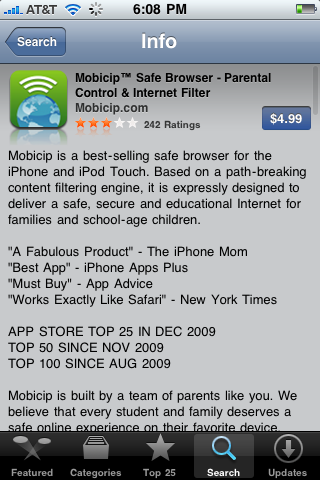 AT&T 6:08 PM
Search Info
Mobicip™ Safe Browser - Parental
Control & Internet Filter
Mobicip.com
242 Ratings
$4.99
Mobicip is a best-selling safe browser for the
iPhone and iPod Touch. Based on a path-breaking
content filtering engine, it is expressly designed to
deliver a safe, secure and educational Internet for
families and school-age children.
"A Fabulous Product" - The iPhone Mom
"Best App" - iPhone Apps Plus
"Must Buy" - App Advice
"Works Exactly Like Safari" - New York Times
APP STORE TOP 25 IN DEC 2009
TOP 50 SINCE NOV 2009
TOP 100 SINCE AUG 2009
Mobicip is built by a team of parents like you. We
believe that every student and family deserves a
safe online experience on their favorite device.
Featured Categories Top 25 Search Updates